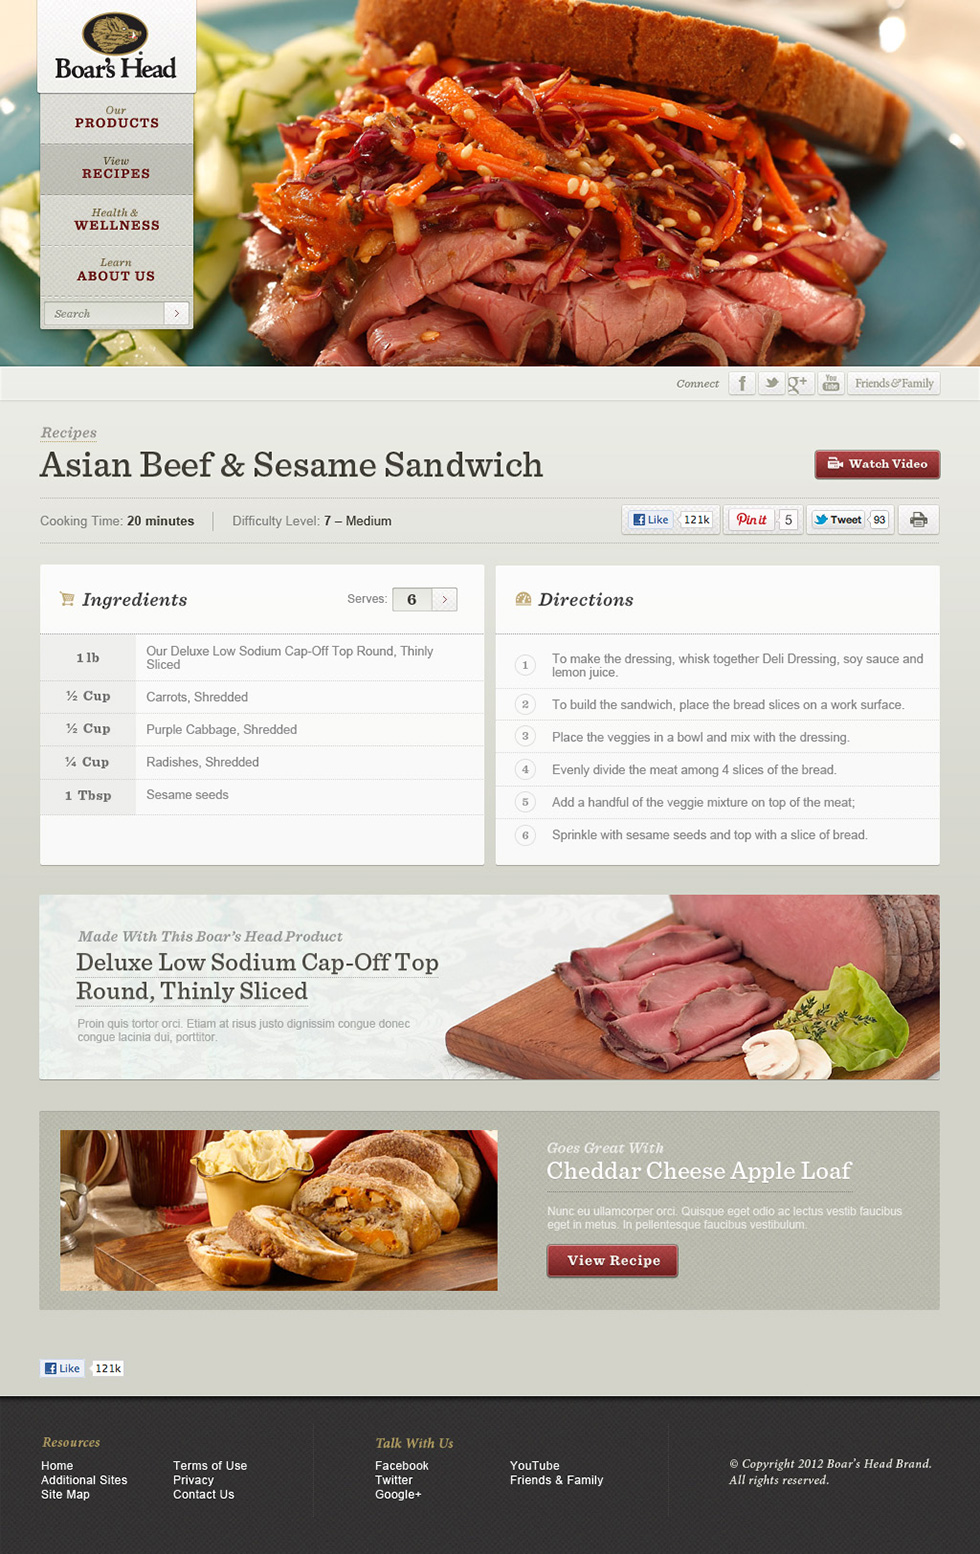 Boar's Head
Our
PRODUCTS
View
RECIPES
Health &
WELLNESS
Learn
ABOUT US
Search
Connect
You
Tube
Friends & Family
Recipes
Asian Beef & Sesame Sandwich
Watch Video
Cooking Time: 20 minutes
Difficulty Level: 7 – Medium
Like 121k
Pin it 5
Tweet 93
Ingredients
Serves: 6
1 lb
Our Deluxe Low Sodium Cap-Off Top Round, Thinly
Sliced
½ Cup Carrots, Shredded
½ Cup Purple Cabbage, Shredded
¼ Cup Radishes, Shredded
1 Tbsp Sesame seeds
Directions
1 To make the dressing, whisk together Deli Dressing, soy sauce and
lemon juice.
2 To build the sandwich, place the bread slices on a work surface.
3 Place the veggies in a bowl and mix with the dressing.
4 Evenly divide the meat among 4 slices of the bread.
5 Add a handful of the veggie mixture on top of the meat;
6 Sprinkle with sesame seeds and top with a slice of bread.
Made With This Boar's Head Product
Deluxe Low Sodium Cap-Off Top
Round, Thinly Sliced
Proin quis tortor orci. Etiam at risus justo dignissim congue donec
congue lacinia dui, porttitor.
Goes Great With
Cheddar Cheese Apple Loaf
Nunc eu ullamcorper orci. Quisque eget odio ac lectus vestib faucibus
eget in metus. In pellentesque faucibus vestibulum.
View Recipe
Like 121k
Resources
Home
Additional Sites
Site Map
Terms of Use
Privacy
Contact Us
Talk With Us
Facebook
Twitter
Google+
YouTube
Friends & Family
© Copyright 2012 Boar's Head Brand.
All rights reserved.